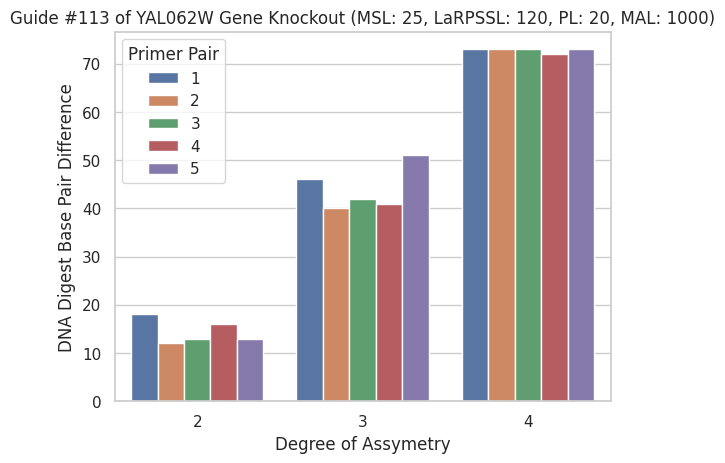 Guide #113 of YAL062W Gene Knockout (MSL: 25, LaRPSSL: 120, PL: 20, MAL: 1000)
Primer Pair
1
2
3
4
5
DNA Digest Base Pair Difference
70
60
50
40
30
20
10
0
2 3 4
Degree of Assymetry